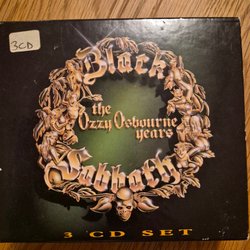 3CD
Black
the
Ozzy Osbourne
years
Sabbath
3 CD SET